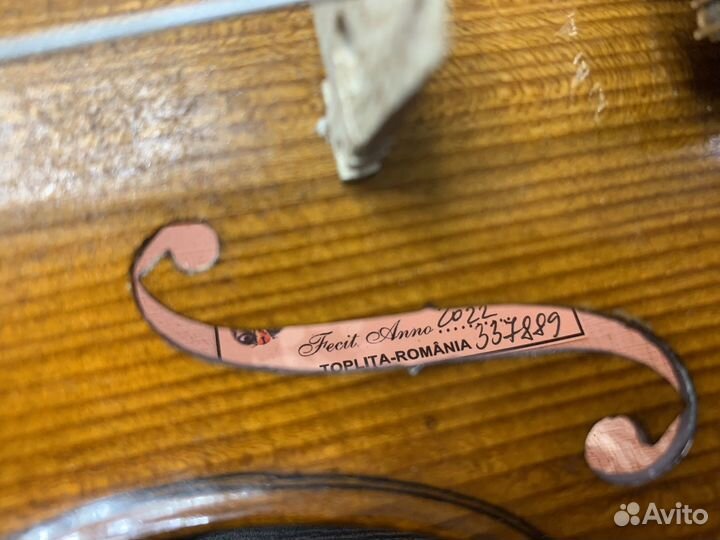 Fecit Anno 2022
TOPLITA-ROMÂNIA 337889
Avito